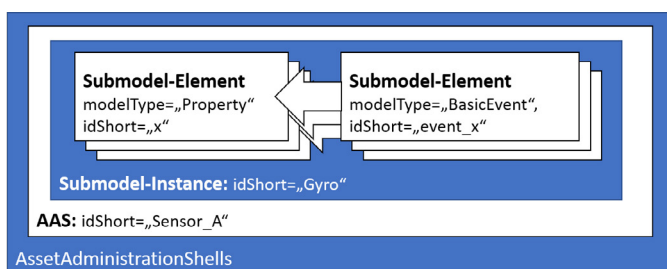 Submodel-Element
modelType=„Property“
idShort=„x“
Submodel-Element
modelType=„BasicEvent“,
idShort=„event_x“
Submodel-Instance: idShort=„Gyro“
AAS: idShort=„Sensor_A“
AssetAdministrationShells